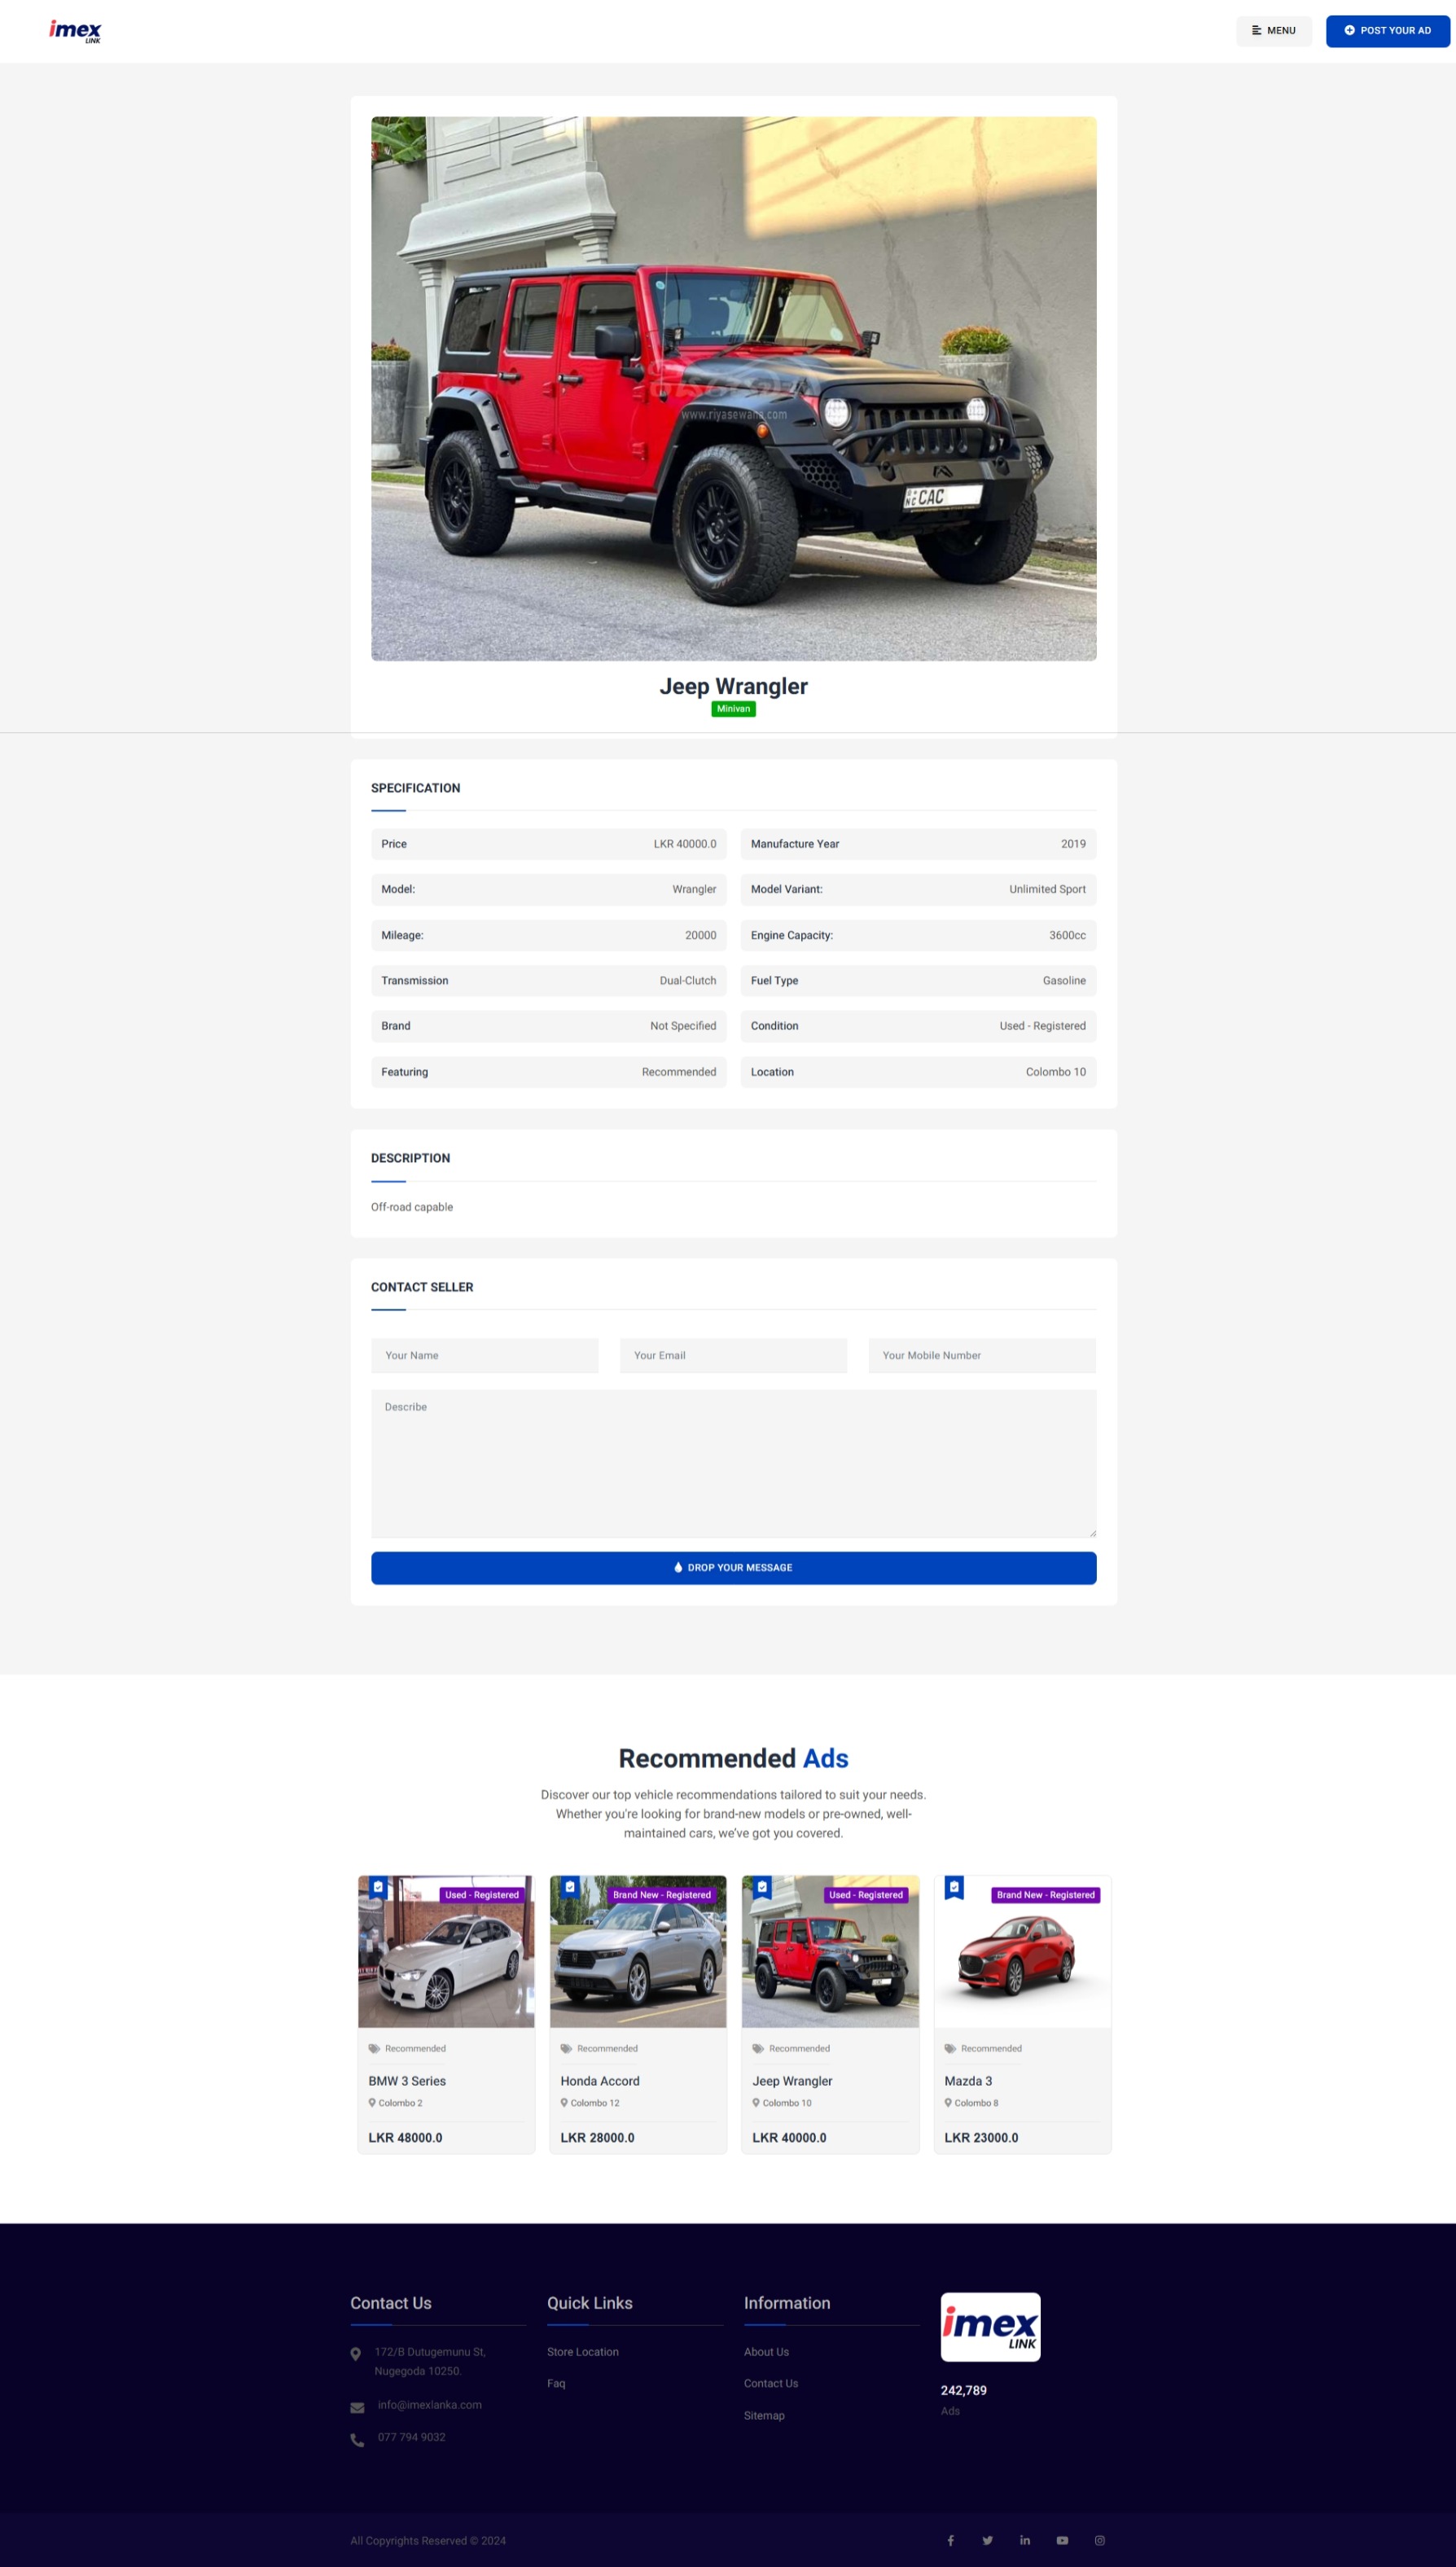 imex
LINK
MENU
POST YOUR AD
www.riyasewana.com
CAC
Jeep Wrangler
Minivan
SPECIFICATION
Price LKR 40000.0
Manufacture Year 2019
Model: Wrangler
Model Variant: Unlimited Sport
Mileage: 20000
Engine Capacity: 3600cc
Transmission Dual-Clutch
Fuel Type Gasoline
Brand Not Specified
Condition Used - Registered
Featuring Recommended
Location Colombo 10
DESCRIPTION
Off-road capable
CONTACT SELLER
Your Name
Your Email
Your Mobile Number
Describe
DROP YOUR MESSAGE
Recommended Ads
Discover our top vehicle recommendations tailored to suit your needs.
Whether you're looking for brand-new models or pre-owned, well-
maintained cars, we've got you covered.
Used - Registered
Recommended
BMW 3 Series
Colombo 2
LKR 48000.0
Brand New - Registered
Recommended
Honda Accord
Colombo 12
LKR 28000.0
Used - Registered
Recommended
Jeep Wrangler
Colombo 10
LKR 40000.0
Brand New - Registered
Recommended
Mazda 3
Colombo 8
LKR 23000.0
Contact Us
172/B Dutugemunu St,
Nugegoda 10250.
info@imexlanka.com
077 794 9032
Quick Links
Store Location
Faq
Information
About Us
Contact Us
Sitemap
imex
LINK
242,789
Ads
All Copyrights Reserved © 2024